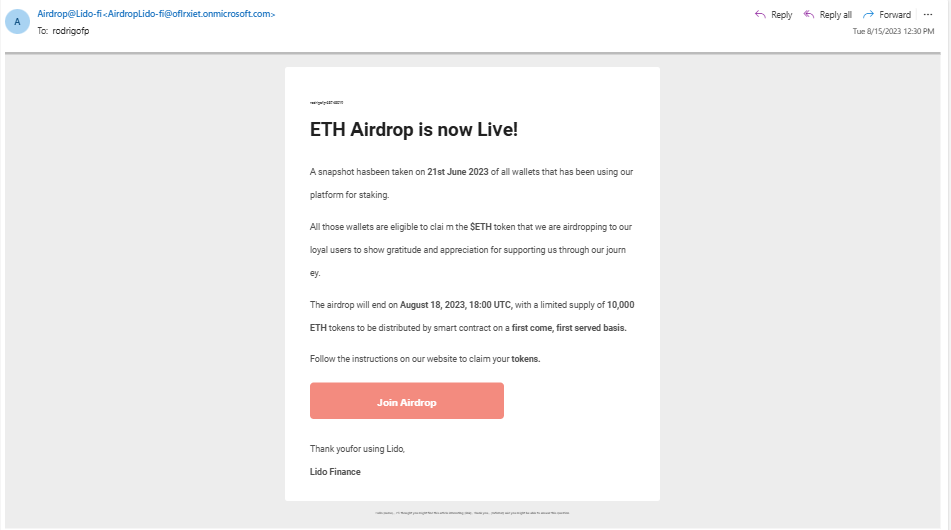 A
Airdrop@Lido-fi<AirdropLido-fi@oflrxiet.onmicrosoft.com>
Reply
Reply all
Forward
To: rodrigofp
Tue 8/15/2023 12:30 PM
ETH Airdrop is now Live!
A snapshot hasbeen taken on 21st June 2023 of all wallets that has been using our
platform for staking.
All those wallets are eligible to clai m the $ETH token that we are airdropping to our
loyal users to show gratitude and appreciation for supporting us through our journ
ey.
The airdrop will end on August 18, 2023, 18:00 UTC, with a limited supply of 10,000
ETH tokens to be distributed by smart contract on a first come, first served basis.
Follow the instructions on our website to claim your tokens.
Join Airdrop
Thank youfor using Lido,
Lido Finance